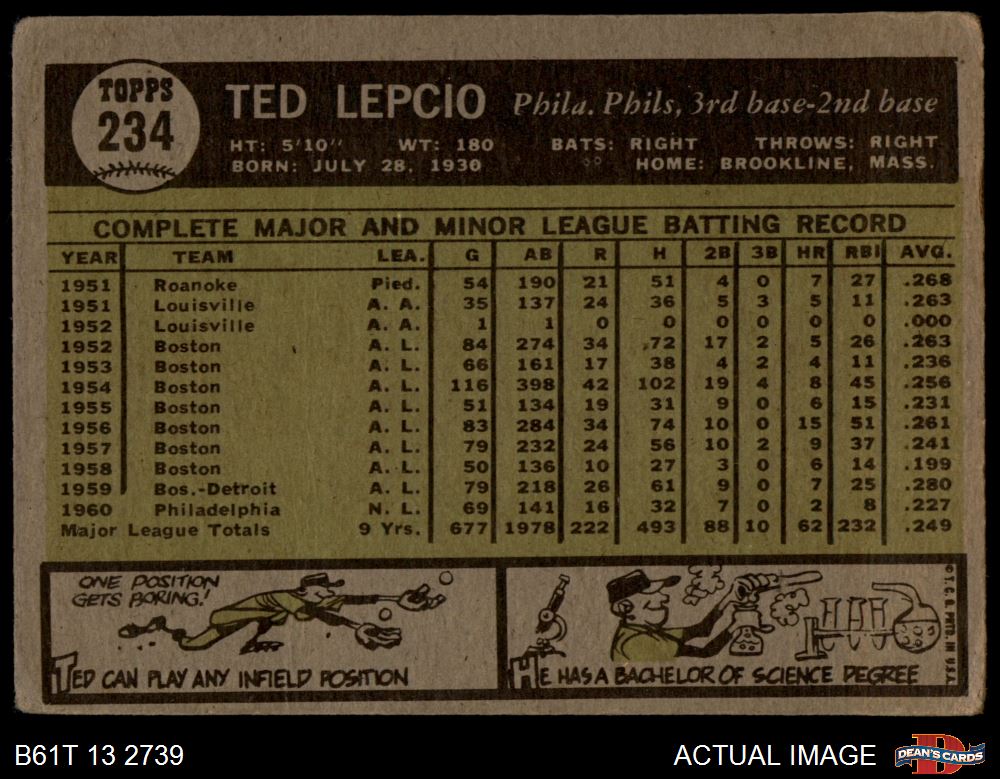 TOPPS
234
TED LEPCIO Phila. Phils, 3rd base-2nd base
HT: 5'10" WT: 180 BATS: RIGHT THROWS: RIGHT
BORN: JULY 28, 1930 HOME: BROOKLINE, MASS.
COMPLETE MAJOR AND MINOR LEAGUE BATTING RECORD
YEAR TEAM LEA. G AB R H 2B 3B HR RBI AVG.
1951 Roanoke Pied. 54 190 21 51 4 0 7 27 .268
1951 Louisville A. A. 35 137 24 36 5 3 5 11 .263
1952 Louisville A. A. 1 1 0 0 0 0 0 0 .000
1952 Boston A. L. 84 274 34 72 17 2 5 26 .263
1953 Boston A. L. 66 161 17 38 4 2 4 11 .236
1954 Boston A. L. 116 398 42 102 19 4 8 45 .256
1955 Boston A. L. 51 134 19 31 9 0 6 15 .231
1956 Boston A. L. 83 284 34 74 10 0 15 51 .261
1957 Boston A. L. 79 232 24 56 10 2 9 37 .241
1958 Boston A. L. 50 136 10 27 3 0 6 14 .199
1959 Bos.-Detroit A. L. 79 218 26 61 9 0 7 25 .280
1960 Philadelphia N. L. 69 141 16 32 7 0 2 8 .227
Major League Totals 9 Yrs. 677 1978 222 493 88 10 62 232 .249
ONE POSITION
GETS BORING!
TED CAN PLAY ANY INFIELD POSITION
HE HAS A BACHELOR OF SCIENCE DEGREE
© T. C. G. PRTD. IN U.S.A.
B61T 13 2739
ACTUAL IMAGE
DEAN'S CARDS